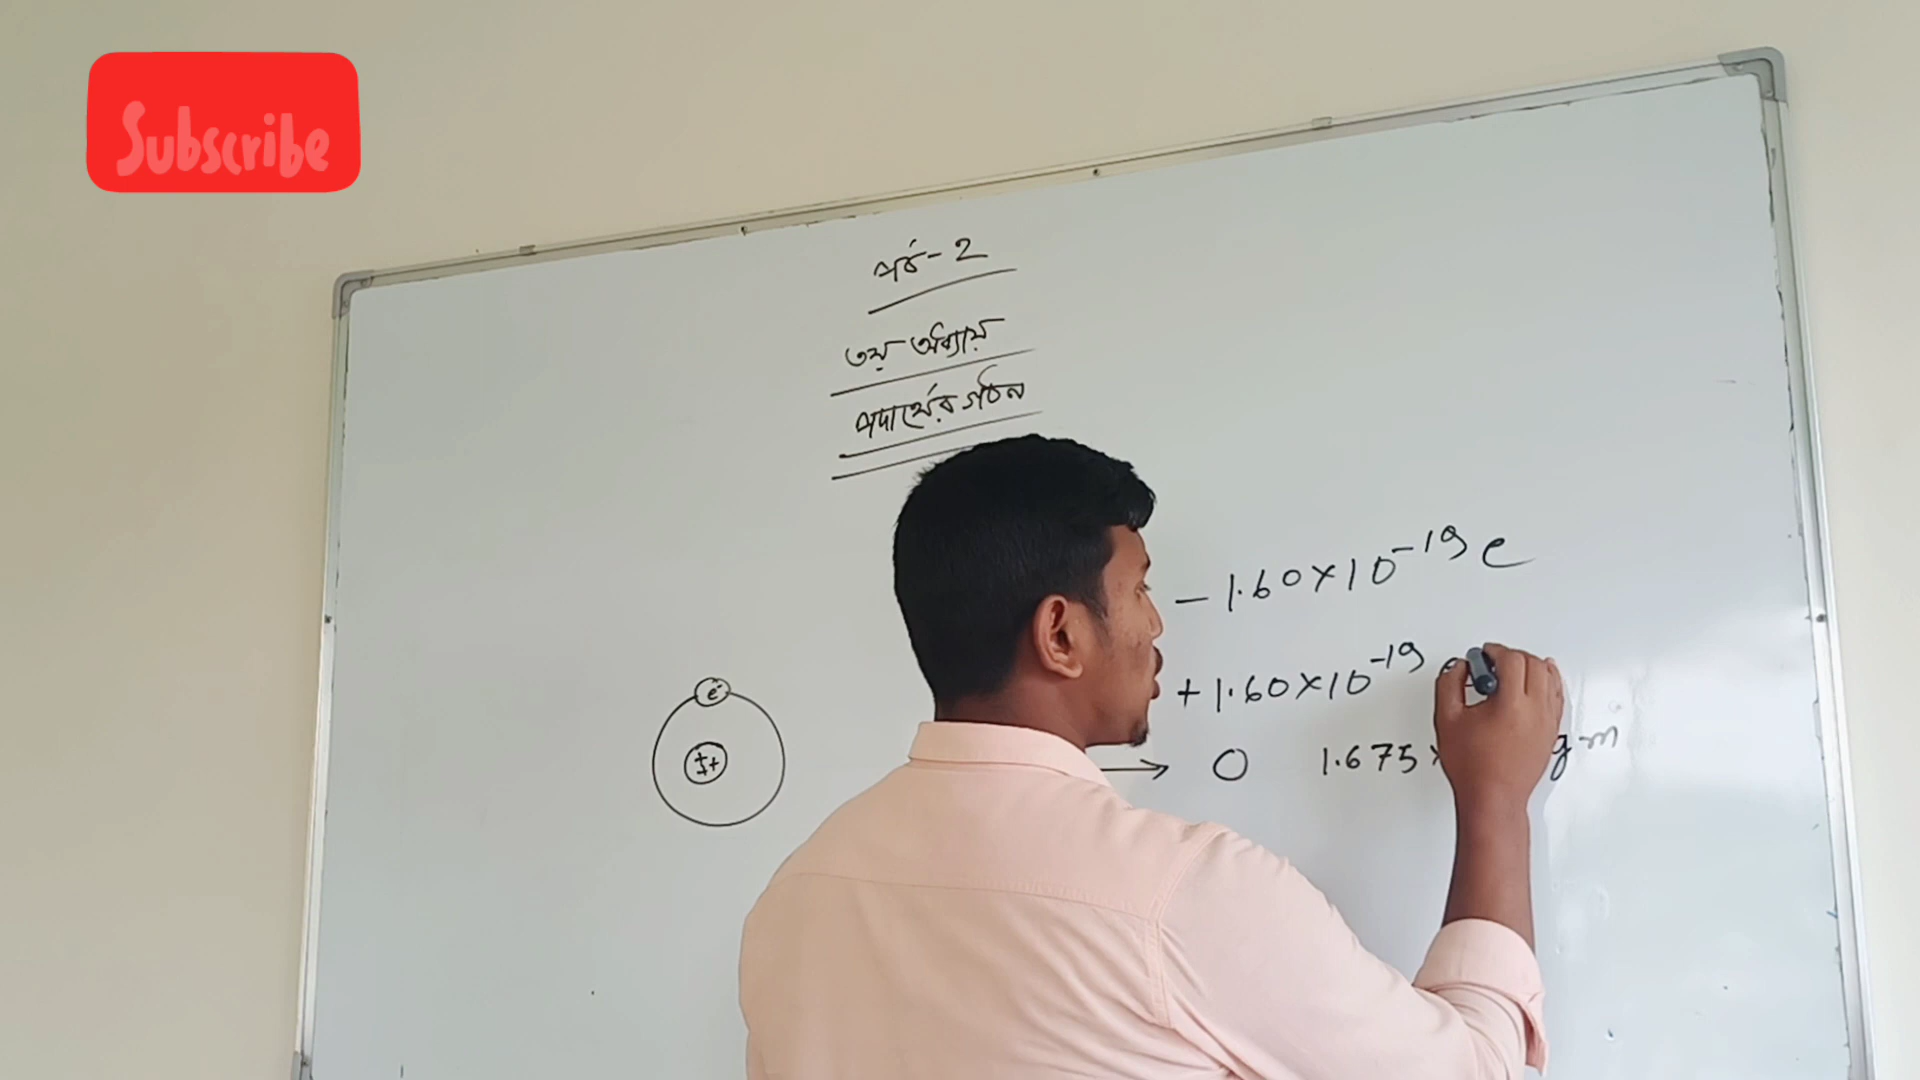 Subscribe
পর্ব - 2
৩য় অধ্যায়
পদার্থের গঠন
- 1.60 × 10⁻¹⁹ e
+ 1.60 × 10⁻¹⁹
e⁻
→ 0 1.675 × gm
+++